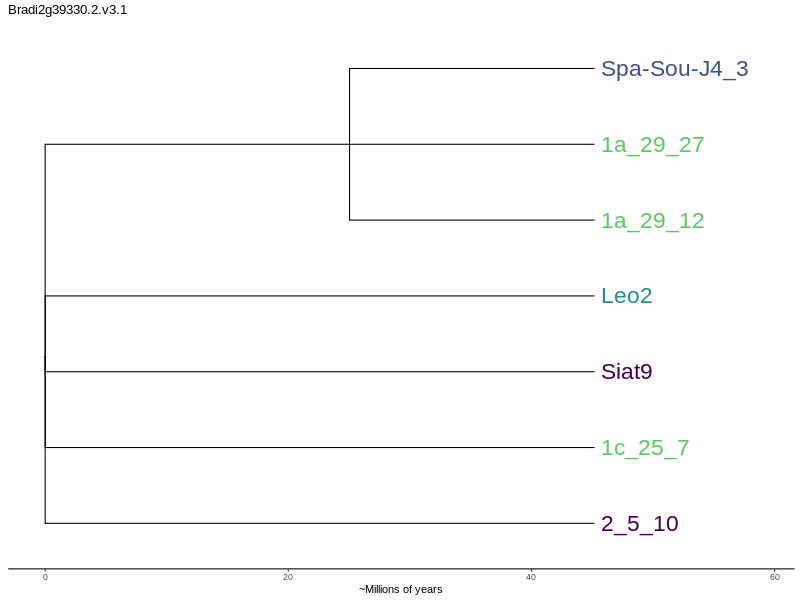 Bradi2g39330.2.v3.1
Spa-Sou-J4_3
1a_29_27
1a_29_12
Leo2
Siat9
1c_25_7
2_5_10
0 20 40 60
~Millions of years